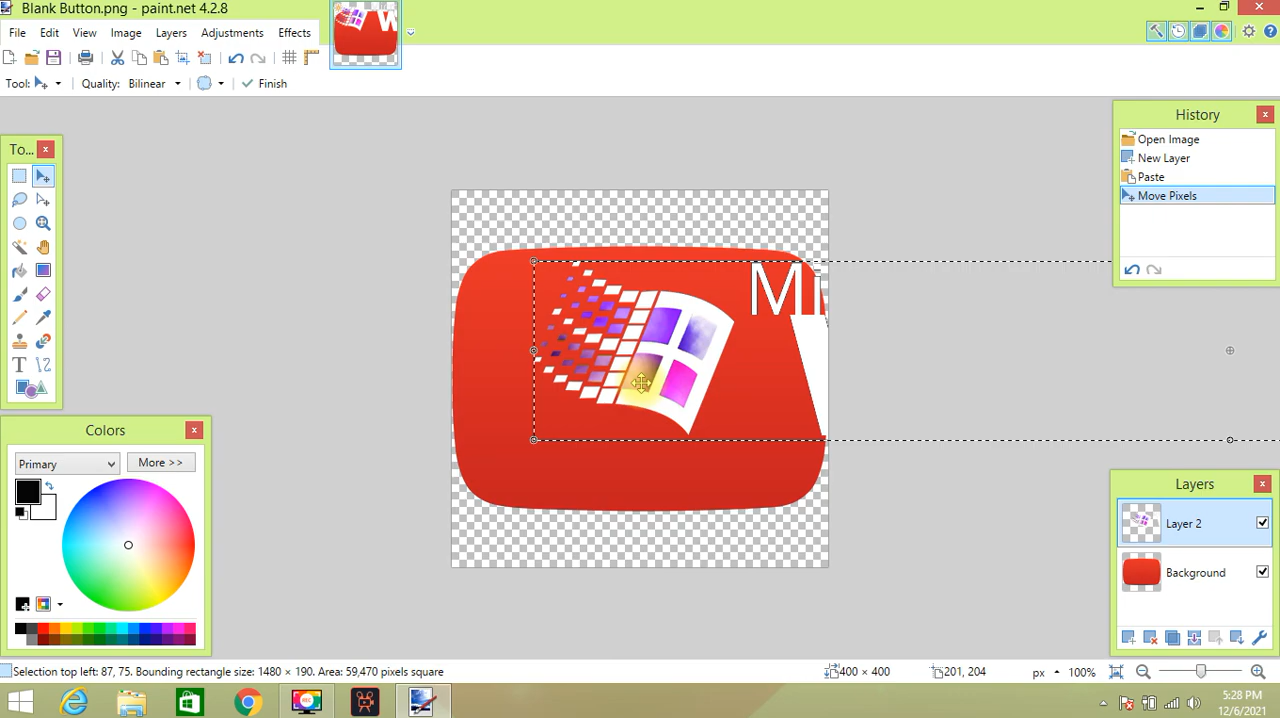 Blank Button.png - paint.net 4.2.8
File Edit View Image Layers Adjustments Effects
Tool: Quality: Bilinear Finish
To...
History
Open Image
New Layer
Paste
Move Pixels
Mi
Colors
Primary
More >>
Layers
Layer 2
Background
Selection top left: 87, 75. Bounding rectangle size: 1480 × 190. Area: 59,470 pixels square
400 × 400
201, 204
px
100%
5:28 PM
12/6/2021